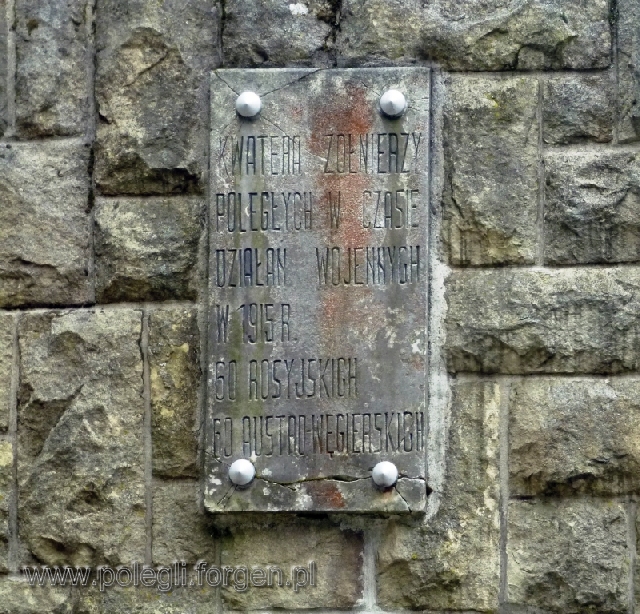 KWATERA ŻOŁNIERZY
POLEGŁYCH W CZASIE
DZIAŁAŃ WOJENNYCH
W 1915 R.
60 ROSYJSKICH
60 AUSTRO-WĘGIERSKICH
www.polegli.forgen.pl